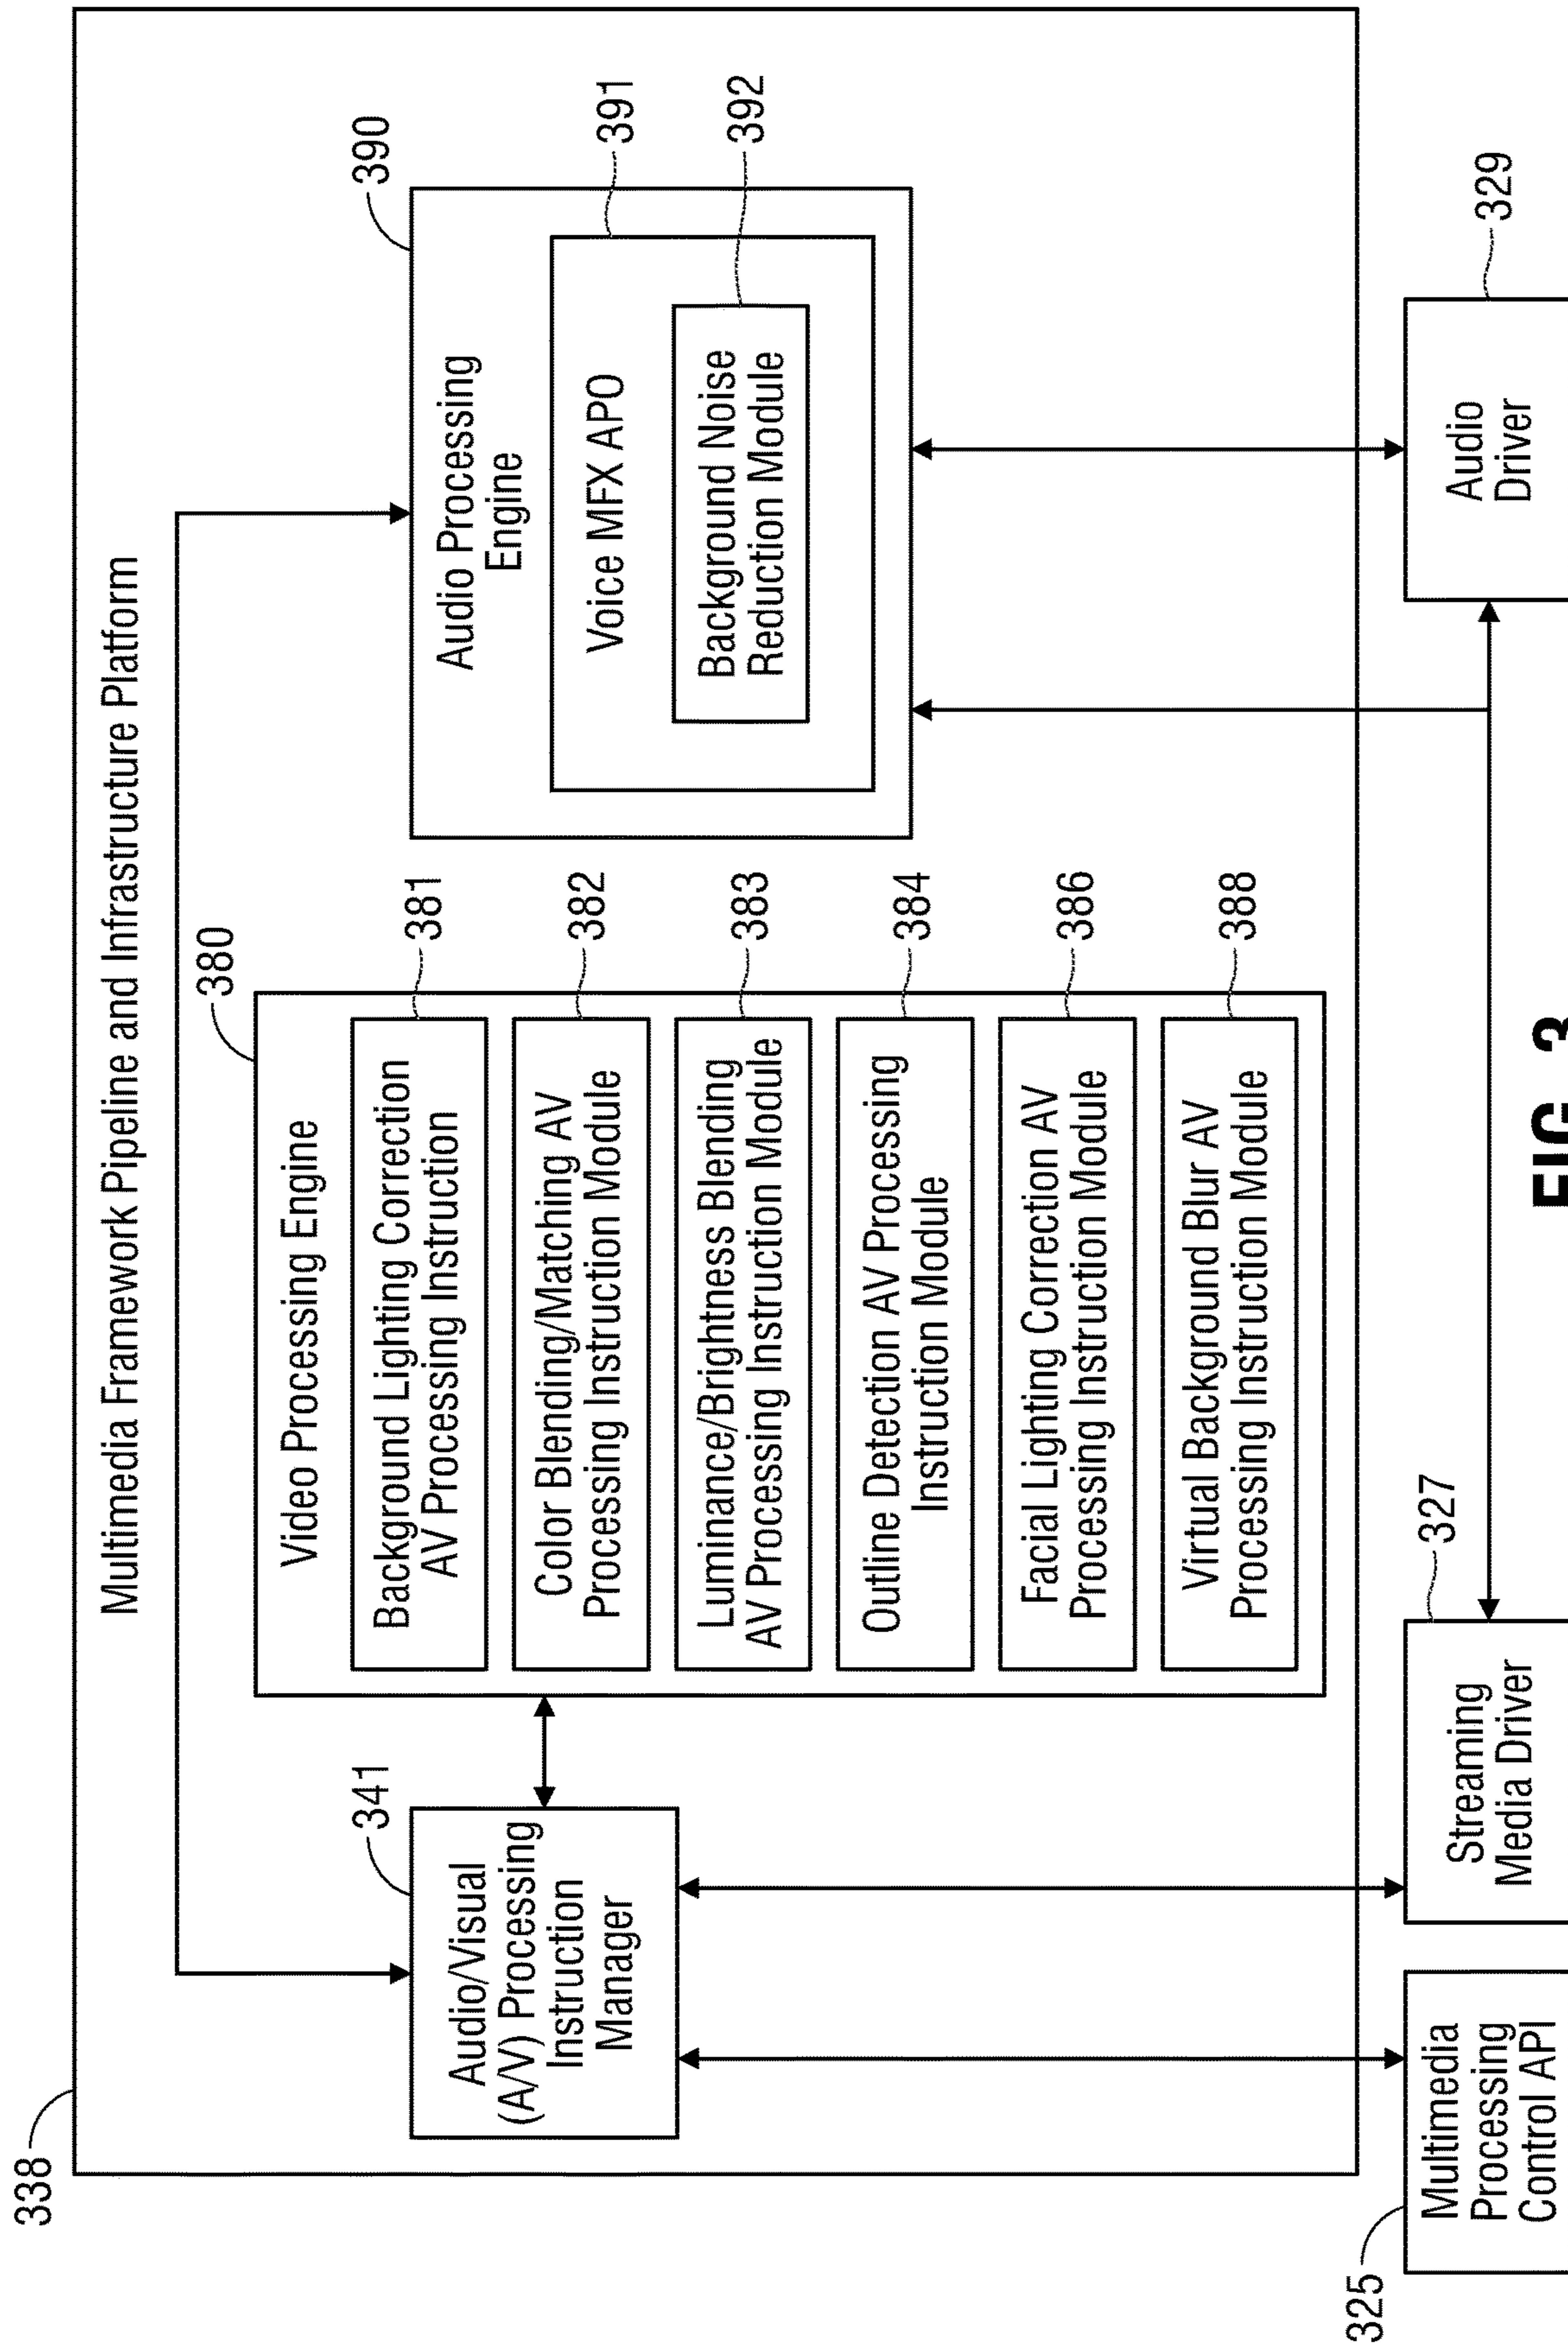 338
Multimedia Framework Pipeline and Infrastructure Platform
341
Audio/Visual
(A/V) Processing
Instruction
Manager
380
Video Processing Engine
Background Lighting Correction
AV Processing Instruction
381
Color Blending/Matching AV
Processing Instruction Module
382
Luminance/Brightness Blending
AV Processing Instruction Module
383
Outline Detection AV Processing
Instruction Module
384
Facial Lighting Correction AV
Processing Instruction Module
386
Virtual Background Blur AV
Processing Instruction Module
388
390
Audio Processing
Engine
391
Voice MFX APO
392
Background Noise
Reduction Module
325
Multimedia
Processing
Control API
327
Streaming
Media Driver
329
Audio
Driver
FIG. 3